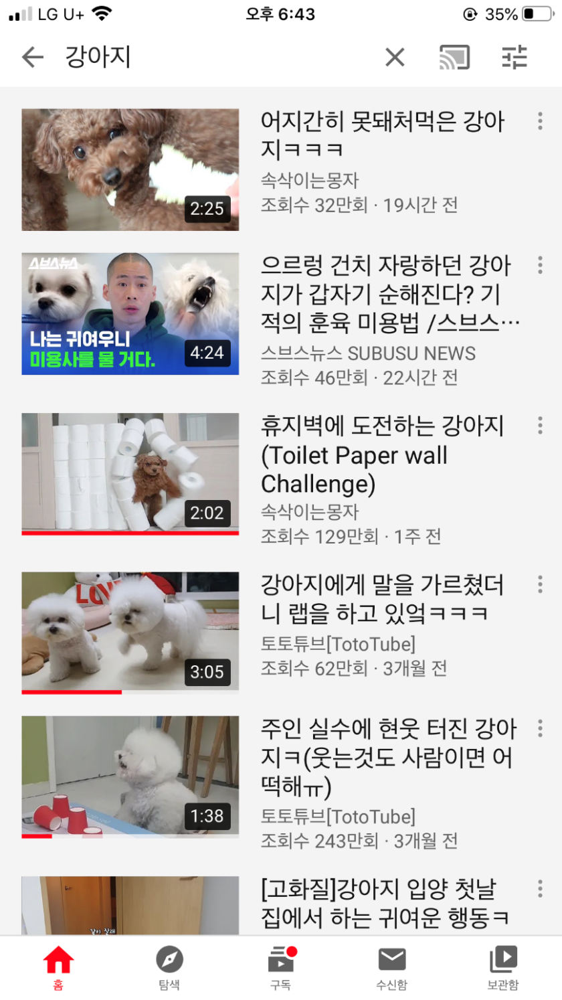 LG U+
오후 6:43
35%
강아지
2:25
어지간히 못돼처먹은 강아
지ㅋㅋㅋ
속삭이는몽자
조회수 32만회 · 19시간 전
스브스뉴스
나는 귀여우니
미용사를 물 거다.
4:24
으르렁 건치 자랑하던 강아
지가 갑자기 순해진다? 기
적의 훈육 미용법 /스브스…
스브스뉴스 SUBUSU NEWS
조회수 46만회 · 22시간 전
2:02
휴지벽에 도전하는 강아지
(Toilet Paper wall
Challenge)
속삭이는몽자
조회수 129만회 · 1주 전
3:05
강아지에게 말을 가르쳤더
니 랩을 하고 있엌ㅋㅋㅋ
토토튜브[TotoTube]
조회수 62만회 · 3개월 전
1:38
주인 실수에 현웃 터진 강아
지ㅋ(웃는것도 사람이면 어
떡해ㅠ)
토토튜브[TotoTube]
조회수 243만회 · 3개월 전
같이 잘래
[고화질]강아지 입양 첫날
집에서 하는 귀여운 행동ㅋ
홈
탐색
구독
수신함
보관함